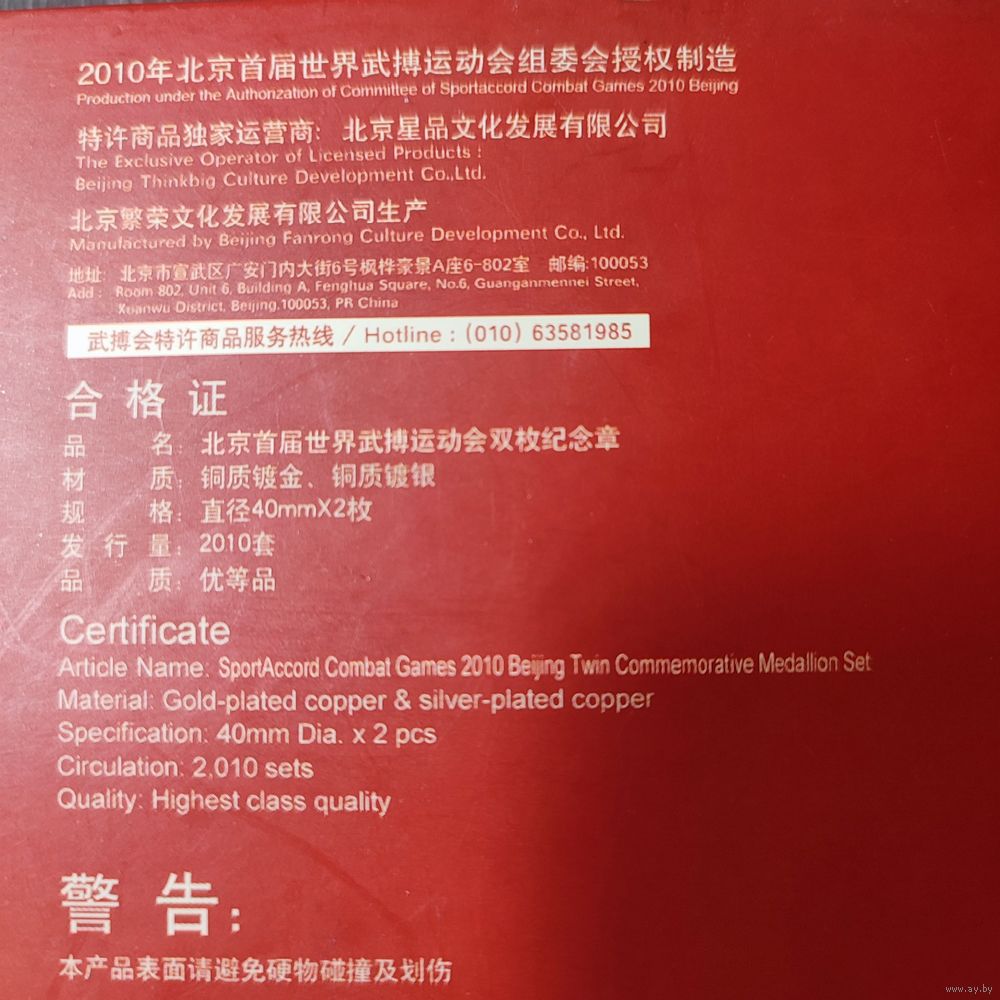 2010年北京首届世界武搏运动会组委会授权制造
Production under the Authorization of Committee of Sportaccord Combat Games 2010 Beijing
特许商品独家运营商：北京星品文化发展有限公司
The Exclusive Operator of Licensed Products :
Beijing Thinkbig Culture Development Co.,Ltd.
北京繁荣文化发展有限公司生产
Manufactured by Beijing Fanrong Culture Development Co., Ltd.
地址：北京市宣武区广安门内大街6号枫桦豪景A座6-802室 邮编:100053
Add : Room 802, Unit 6, Building A, Fenghua Square, No.6, Guanganmennei Street,
Xuanwu District, Beijing.100053, PR China
武搏会特许商品服务热线 / Hotline : (010) 63581985
合格证
品名：北京首届世界武搏运动会双枚纪念章
材质：铜质镀金、铜质镀银
规格：直径40mmX2枚
发行量：2010套
品质：优等品
Certificate
Article Name: SportAccord Combat Games 2010 Beijing Twin Commemorative Medallion Set
Material: Gold-plated copper & silver-plated copper
Specification: 40mm Dia. x 2 pcs
Circulation: 2,010 sets
Quality: Highest class quality
警告：
本产品表面请避免硬物碰撞及划伤
www.ay.by